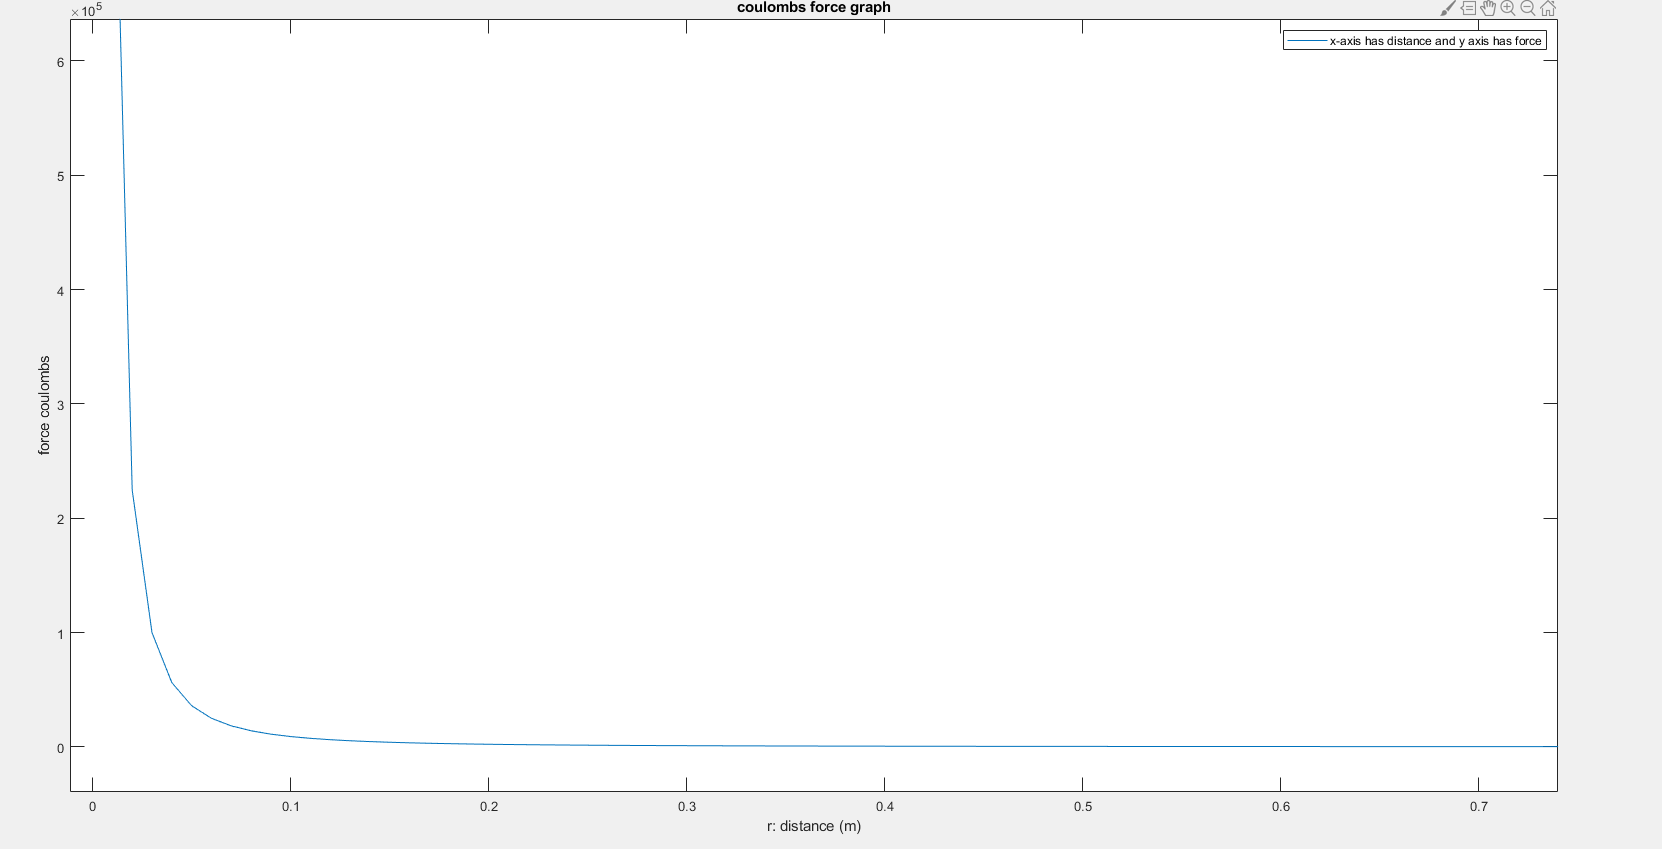 coulombs force graph
×10^5
x-axis has distance and y axis has force
6
5
4
3
2
1
0
force coulombs
0 0.1 0.2 0.3 0.4 0.5 0.6 0.7
r: distance (m)